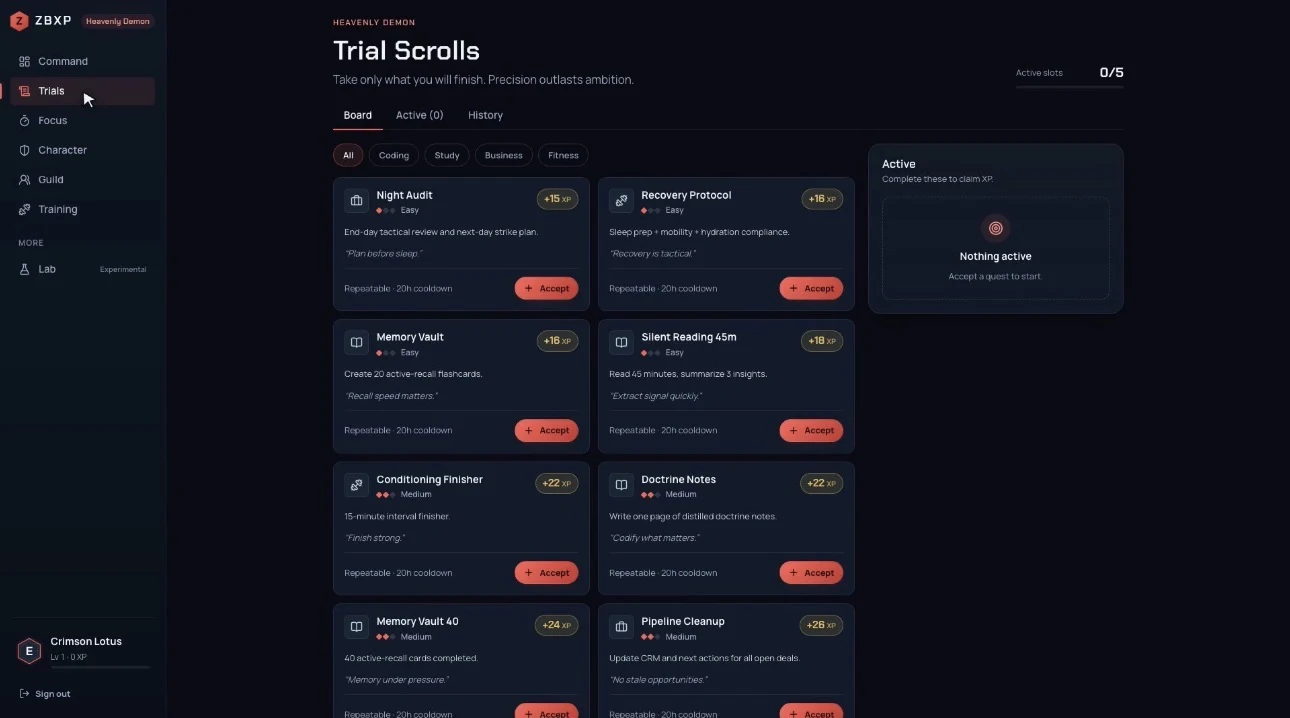 Z ZBXP Heavenly Demon
Command
Trials
Focus
Character
Guild
Training
MORE
Lab Experimental
E Crimson Lotus
Lv 1 · 0 XP
Sign out
HEAVENLY DEMON
Trial Scrolls
Take only what you will finish. Precision outlasts ambition.
Active slots 0/5
Board Active (0) History
All Coding Study Business Fitness
Night Audit +15 XP
Easy
End-day tactical review and next-day strike plan.
"Plan before sleep."
Repeatable · 20h cooldown + Accept
Recovery Protocol +16 XP
Easy
Sleep prep + mobility + hydration compliance.
"Recovery is tactical."
Repeatable · 20h cooldown + Accept
Memory Vault +16 XP
Easy
Create 20 active-recall flashcards.
"Recall speed matters."
Repeatable · 20h cooldown + Accept
Silent Reading 45m +18 XP
Easy
Read 45 minutes, summarize 3 insights.
"Extract signal quickly."
Repeatable · 20h cooldown + Accept
Conditioning Finisher +22 XP
Medium
15-minute interval finisher.
"Finish strong."
Repeatable · 20h cooldown + Accept
Doctrine Notes +22 XP
Medium
Write one page of distilled doctrine notes.
"Codify what matters."
Repeatable · 20h cooldown + Accept
Memory Vault 40 +24 XP
Medium
40 active-recall cards completed.
"Memory under pressure."
Repeatable · 20h cooldown + Accept
Pipeline Cleanup +26 XP
Medium
Update CRM and next actions for all open deals.
"No stale opportunities."
Repeatable · 20h cooldown + Accept
Active
Complete these to claim XP.
Nothing active
Accept a quest to start.